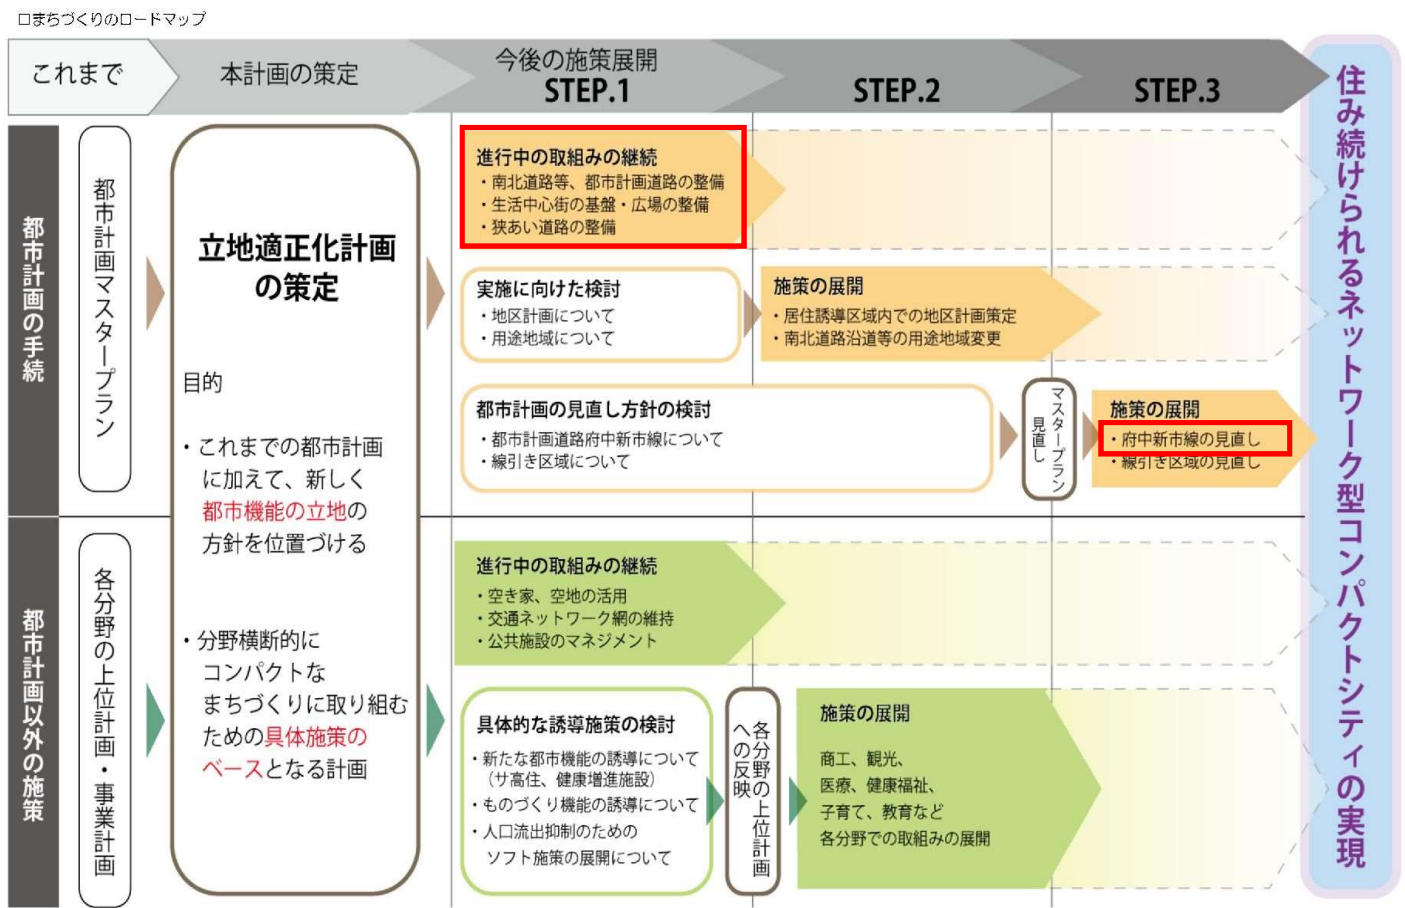 □まちづくりのロードマップ
これまで
本計画の策定
今後の施策展開
STEP.1
STEP.2
STEP.3
都市計画の手続
都市計画マスタープラン
立地適正化計画
の策定
目的
・これまでの都市計画
に加えて、新しく
都市機能の立地の
方針を位置づける
・分野横断的に
コンパクトな
まちづくりに取り組む
ための具体施策の
ベースとなる計画
進行中の取組みの継続
・南北道路等、都市計画道路の整備
・生活中心街の基盤・広場の整備
・狭あい道路の整備
実施に向けた検討
・地区計画について
・用途地域について
施策の展開
・居住誘導区域内での地区計画策定
・南北道路沿道等の用途地域変更
都市計画の見直し方針の検討
・都市計画道路府中新市線について
・線引き区域について
マスタープラン
見直し
施策の展開
・府中新市線の見直し
・線引き区域の見直し
都市計画以外の施策
各分野の上位計画・事業計画
進行中の取組みの継続
・空き家、空地の活用
・交通ネットワーク網の維持
・公共施設のマネジメント
具体的な誘導施策の検討
・新たな都市機能の誘導について
（サ高住、健康増進施設）
・ものづくり機能の誘導について
・人口流出抑制のための
ソフト施策の展開について
各分野の上位計画
への反映
施策の展開
商工、観光、
医療、健康福祉、
子育て、教育など
各分野での取組みの展開
住み続けられるネットワーク型コンパクトシティの実現